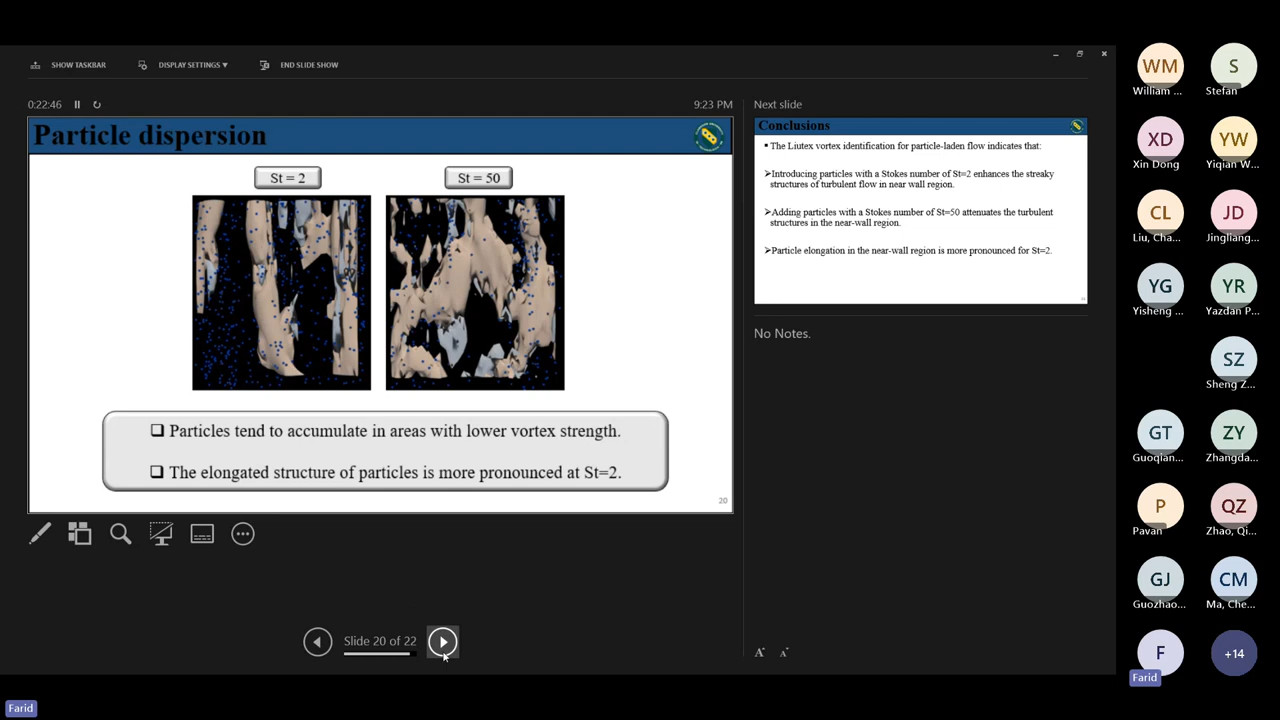 SHOW TASKBAR
DISPLAY SETTINGS ▾
END SLIDE SHOW
0:22:46
9:23 PM
Particle dispersion
St = 2
St = 50
❑ Particles tend to accumulate in areas with lower vortex strength.
❑ The elongated structure of particles is more pronounced at St=2.
20
Slide 20 of 22
Next slide
Conclusions
▪ The Liutex vortex identification for particle-laden flow indicates that:
➢Introducing particles with a Stokes number of St=2 enhances the streaky
structures of turbulent flow in near wall region.
➢Adding particles with a Stokes number of St=50 attenuates the turbulent
structures in the near-wall region.
➢Particle elongation in the near-wall region is more pronounced for St=2.
No Notes.
A A
WM
William ...
S
Stefan
XD
Xin Dong
YW
Yiqian W...
CL
Liu, Cha...
JD
Jingliang...
YG
Yisheng ...
YR
Yazdan P...
SZ
Sheng Z...
GT
Guoqian...
ZY
Zhangda...
P
Pavan
QZ
Zhao, Qi...
GJ
Guozhao...
CM
Ma, Che...
F
Farid
+14
Farid